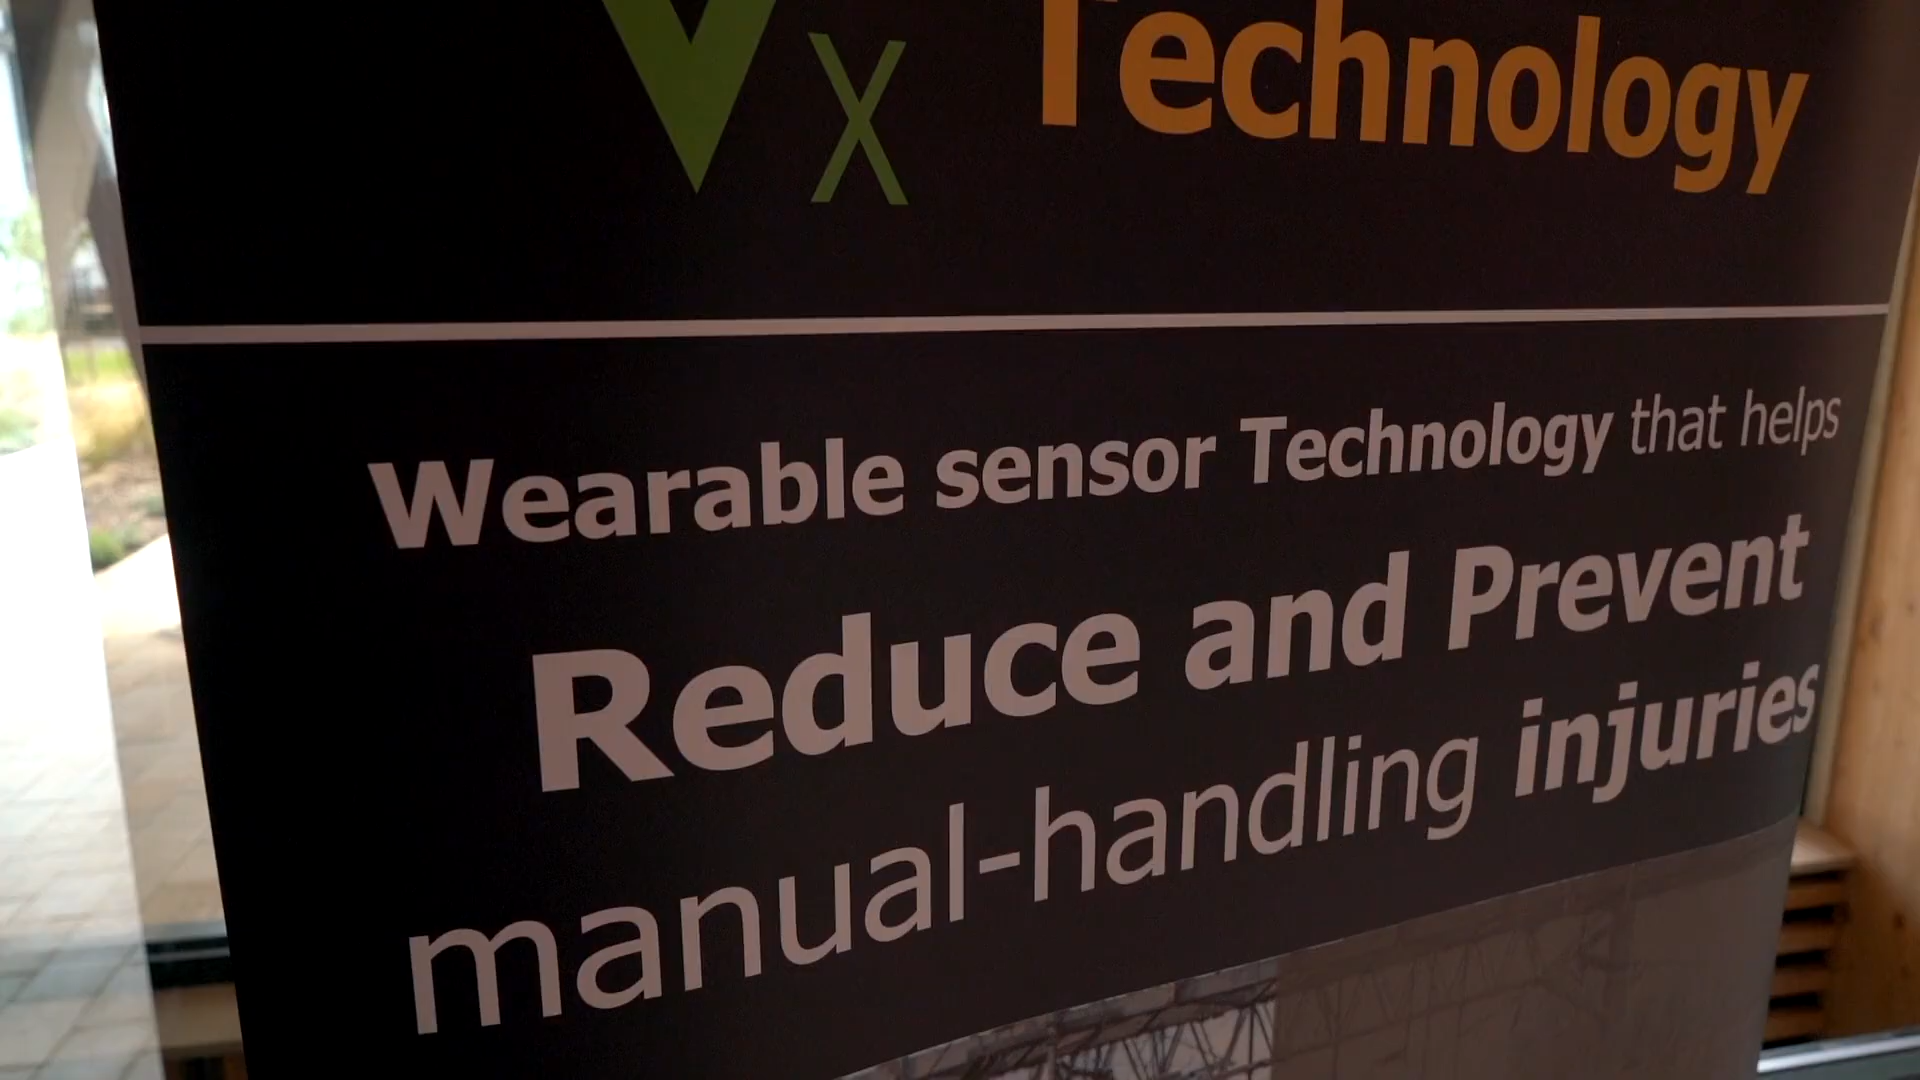 Vx Technology
Wearable sensor Technology that helps
Reduce and Prevent
manual-handling injuries